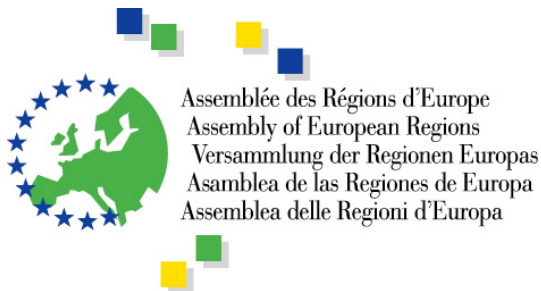 Assemblée des Régions d'Europe
Assembly of European Regions
Versammlung der Regionen Europas
Asamblea de las Regiones de Europa
Assemblea delle Regioni d'Europa